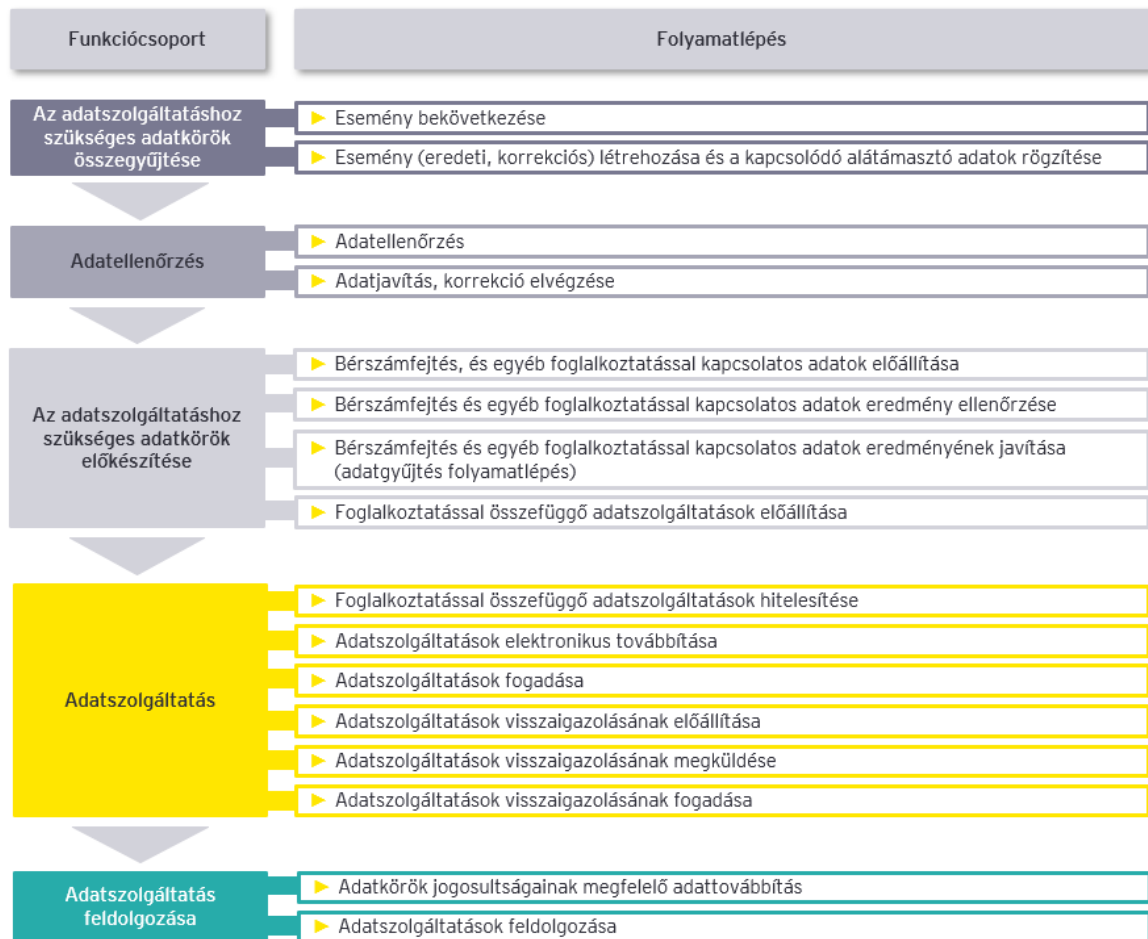 Funkciócsoport
Folyamatlépés
Az adatszolgáltatáshoz
szükséges adatkörök
összegyűjtése
► Esemény bekövetkezése
► Esemény (eredeti, korrekciós) létrehozása és a kapcsolódó alátámasztó adatok rögzítése
Adatellenőrzés
► Adatellenőrzés
► Adatjavítás, korrekció elvégzése
Az adatszolgáltatáshoz
szükséges adatkörök
előkészítése
► Bérszámfejtés, és egyéb foglalkoztatással kapcsolatos adatok előállítása
► Bérszámfejtés és egyéb foglalkoztatással kapcsolatos adatok eredmény ellenőrzése
► Bérszámfejtés és egyéb foglalkoztatással kapcsolatos adatok eredményének javítása
(adatgyűjtés folyamatlépés)
► Foglalkoztatással összefüggő adatszolgáltatások előállítása
Adatszolgáltatás
► Foglalkoztatással összefüggő adatszolgáltatások hitelesítése
► Adatszolgáltatások elektronikus továbbítása
► Adatszolgáltatások fogadása
► Adatszolgáltatások visszaigazolásának előállítása
► Adatszolgáltatások visszaigazolásának megküldése
► Adatszolgáltatások visszaigazolásának fogadása
Adatszolgáltatás
feldolgozása
► Adatkörök jogosultságainak megfelelő adattovábbítás
► Adatszolgáltatások feldolgozása